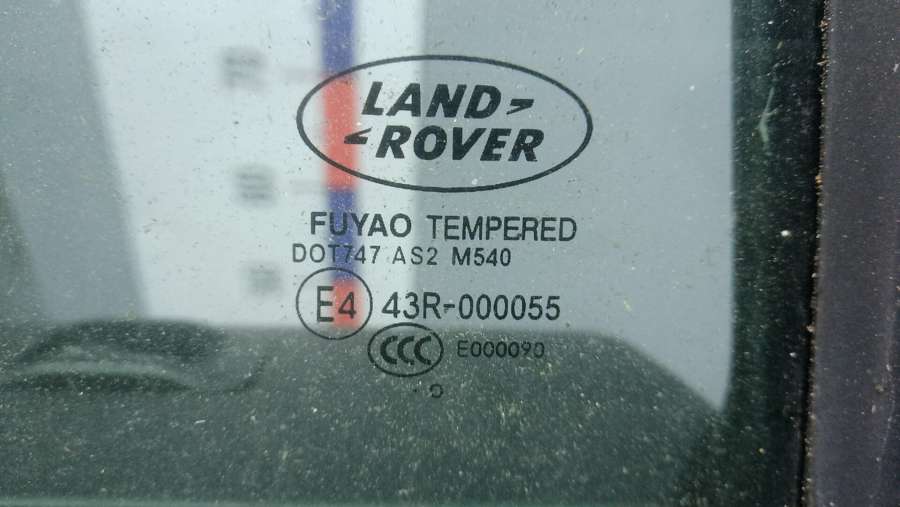 LAND
ROVER
FUYAO TEMPERED
DOT747 AS2 M540
E4 43R-000055
CCC E000090